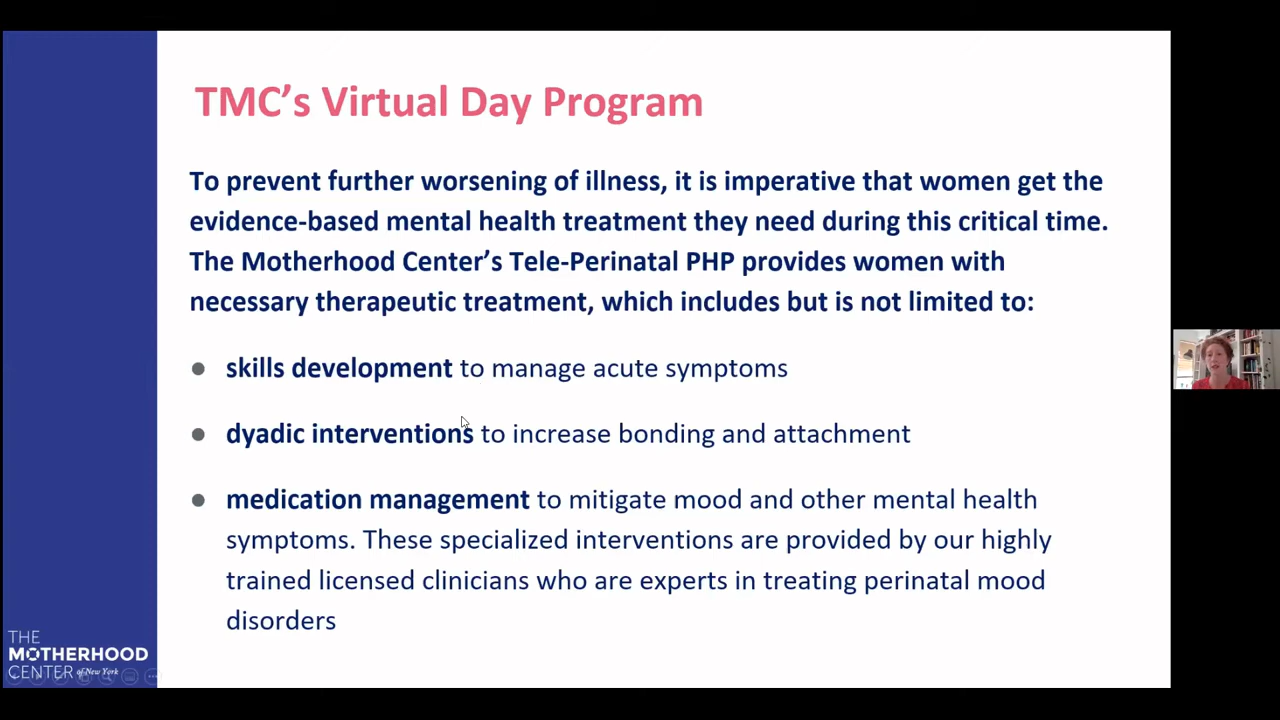 TMC’s Virtual Day Program
To prevent further worsening of illness, it is imperative that women get the
evidence-based mental health treatment they need during this critical time.
The Motherhood Center’s Tele-Perinatal PHP provides women with
necessary therapeutic treatment, which includes but is not limited to:
● skills development to manage acute symptoms
● dyadic interventions to increase bonding and attachment
● medication management to mitigate mood and other mental health
symptoms. These specialized interventions are provided by our highly
trained licensed clinicians who are experts in treating perinatal mood
disorders
THE
MOTHERHOOD
CENTER of New York